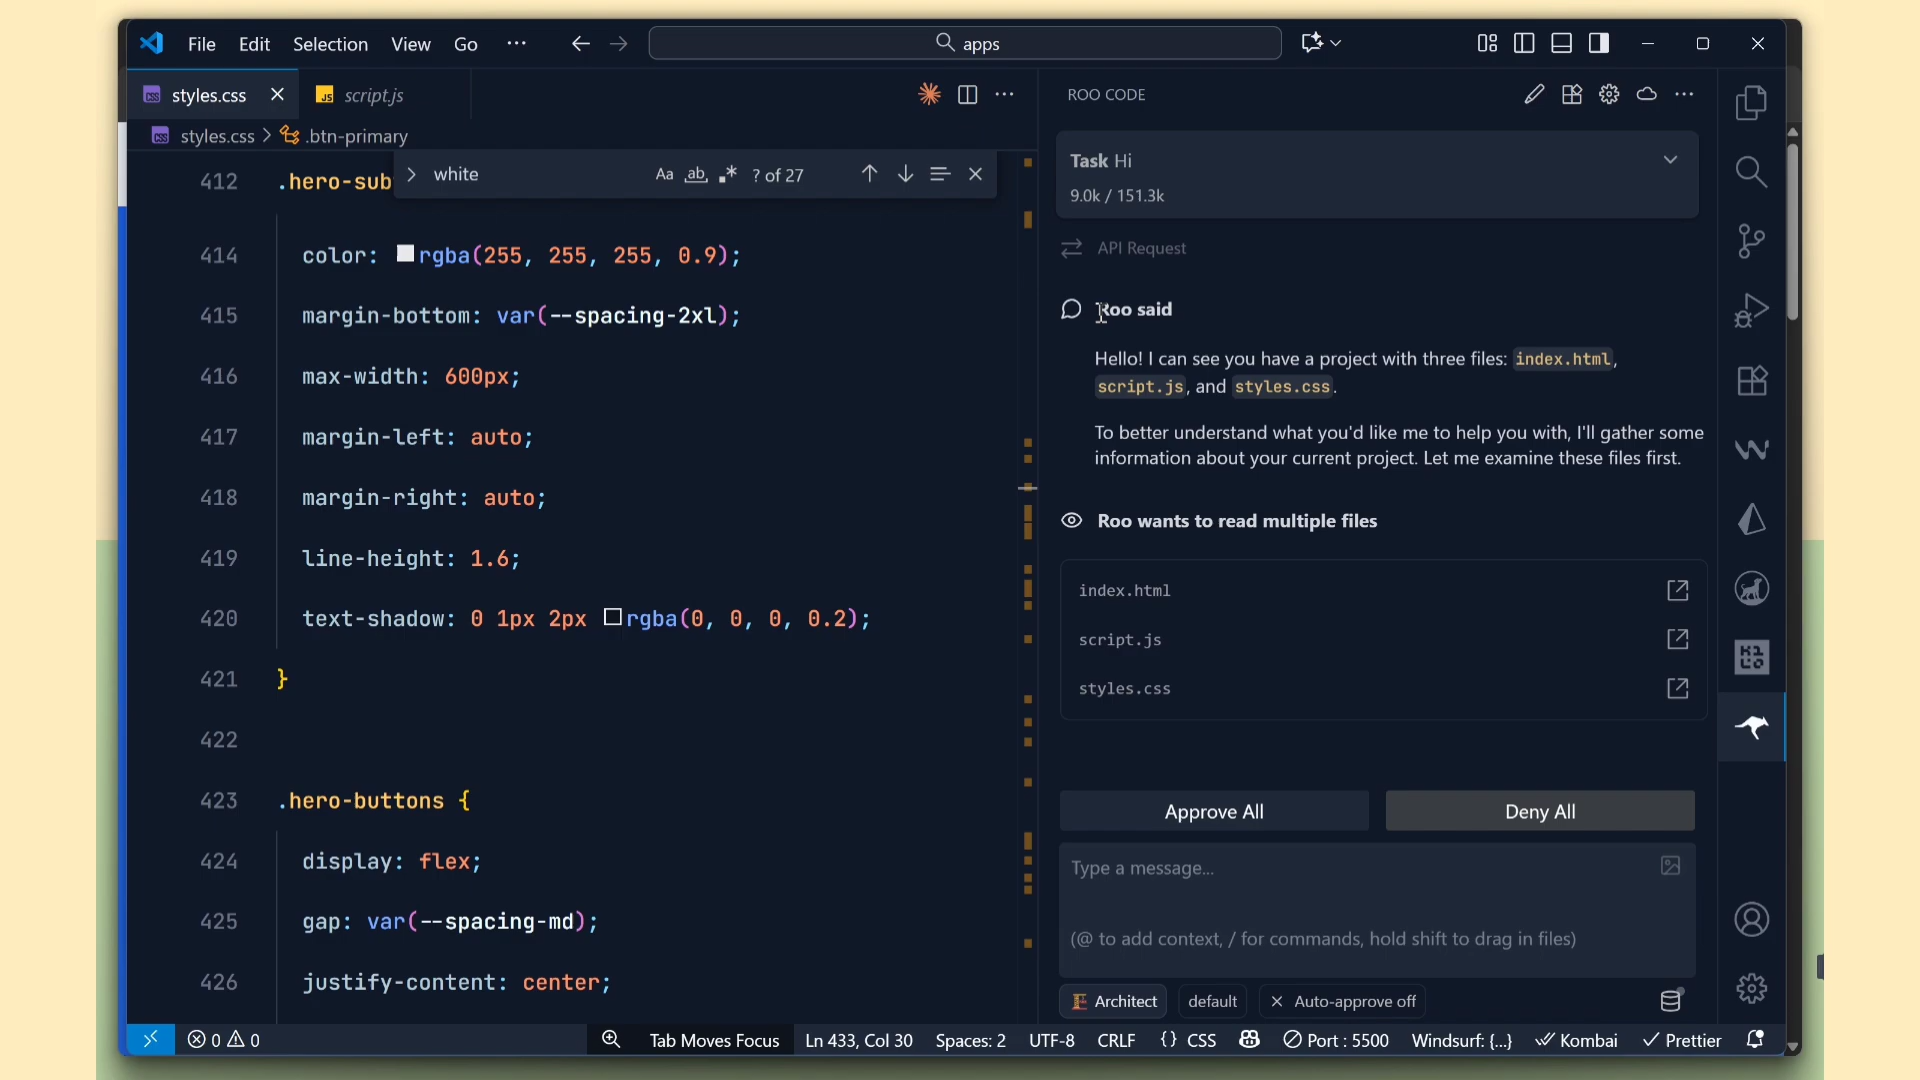 File Edit Selection View Go ··· apps
styles.css script.js
styles.css > .btn-primary
white Aa ab ? of 27
412 .hero-sub
414 color: rgba(255, 255, 255, 0.9);
415 margin-bottom: var(--spacing-2xl);
416 max-width: 600px;
417 margin-left: auto;
418 margin-right: auto;
419 line-height: 1.6;
420 text-shadow: 0 1px 2px rgba(0, 0, 0, 0.2);
421 }
422
423 .hero-buttons {
424 display: flex;
425 gap: var(--spacing-md);
426 justify-content: center;
ROO CODE
Task Hi
9.0k / 151.3k
API Request
Roo said
Hello! I can see you have a project with three files: index.html,
script.js, and styles.css.
To better understand what you'd like me to help you with, I'll gather some
information about your current project. Let me examine these files first.
Roo wants to read multiple files
index.html
script.js
styles.css
Approve All Deny All
Type a message...
(@ to add context, / for commands, hold shift to drag in files)
Architect default Auto-approve off
0 0 Tab Moves Focus Ln 433, Col 30 Spaces: 2 UTF-8 CRLF {} CSS Port : 5500 Windsurf: {...} Kombai Prettier